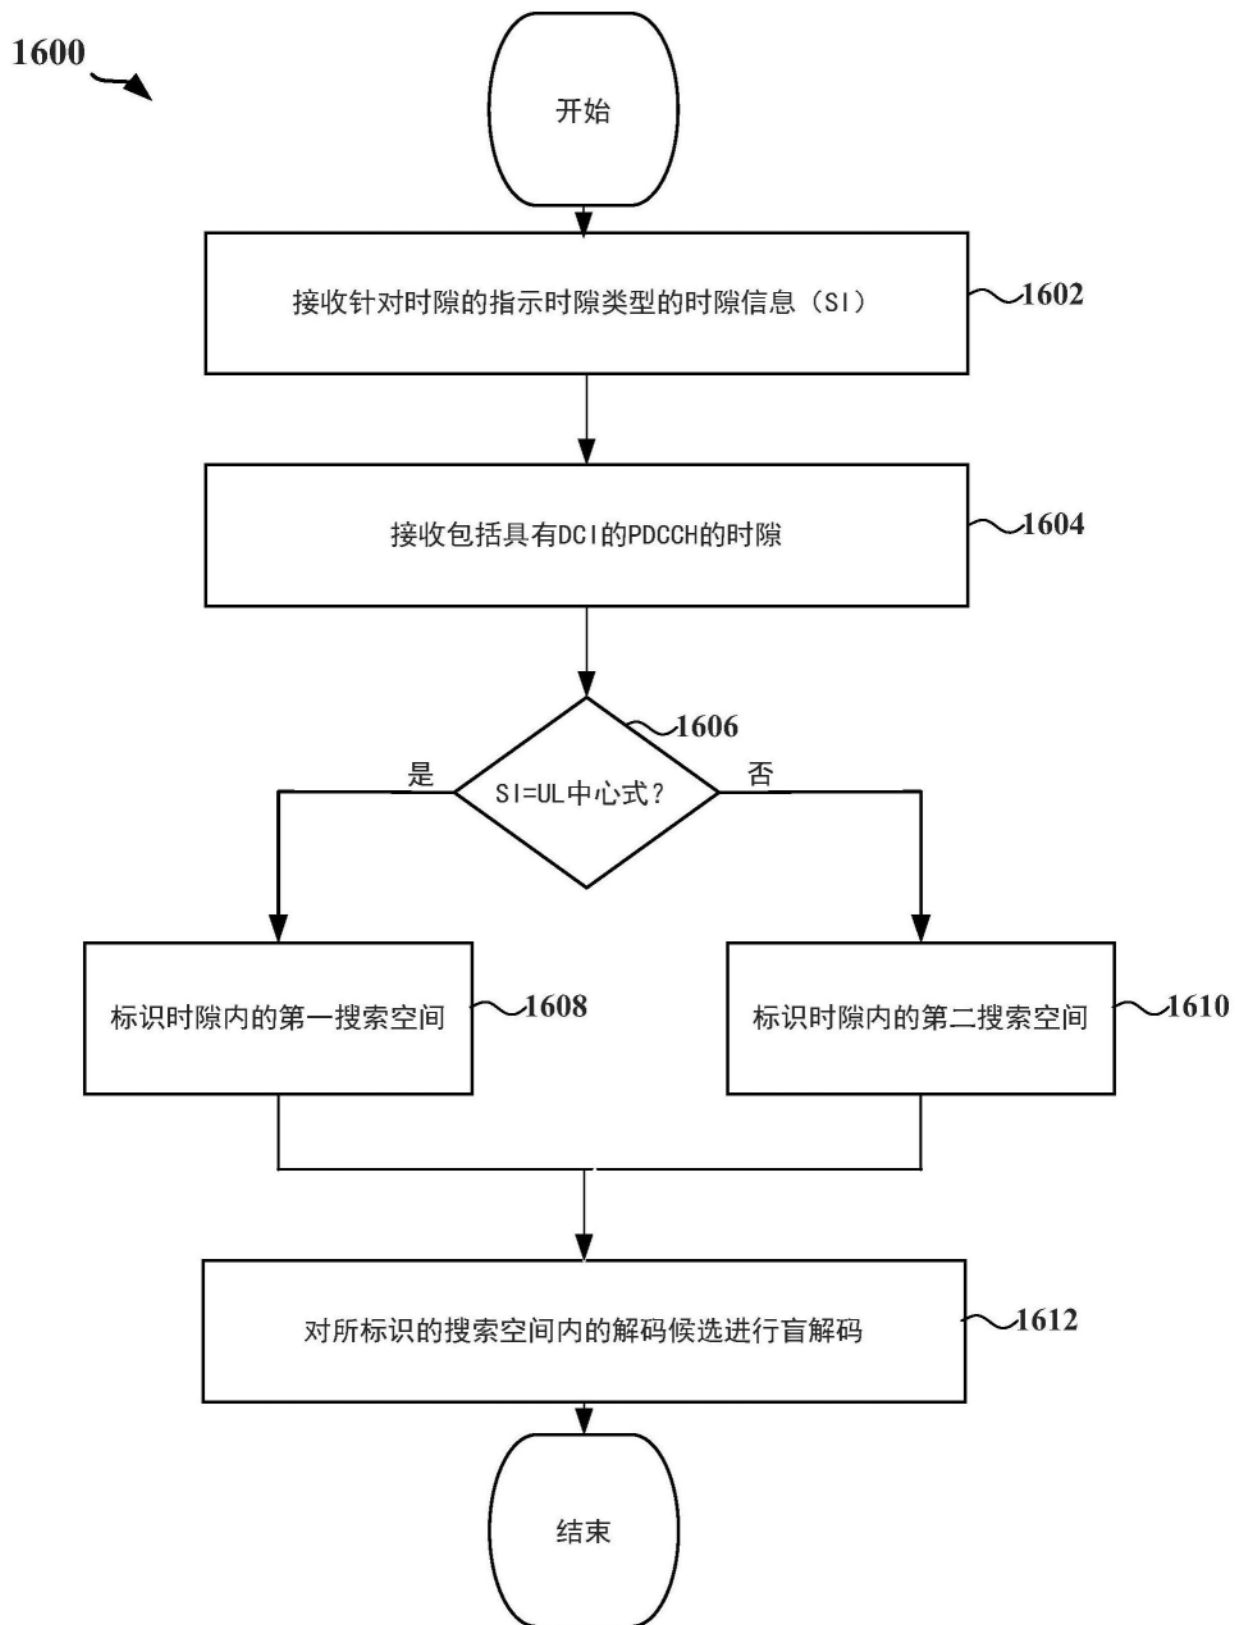 1600
开始
接收针对时隙的指示时隙类型的时隙信息（SI）
1602
接收包括具有DCI的PDCCH的时隙
1604
1606
是
SI=UL中心式？
否
标识时隙内的第一搜索空间
1608
标识时隙内的第二搜索空间
1610
对所标识的搜索空间内的解码候选进行盲解码
1612
结束